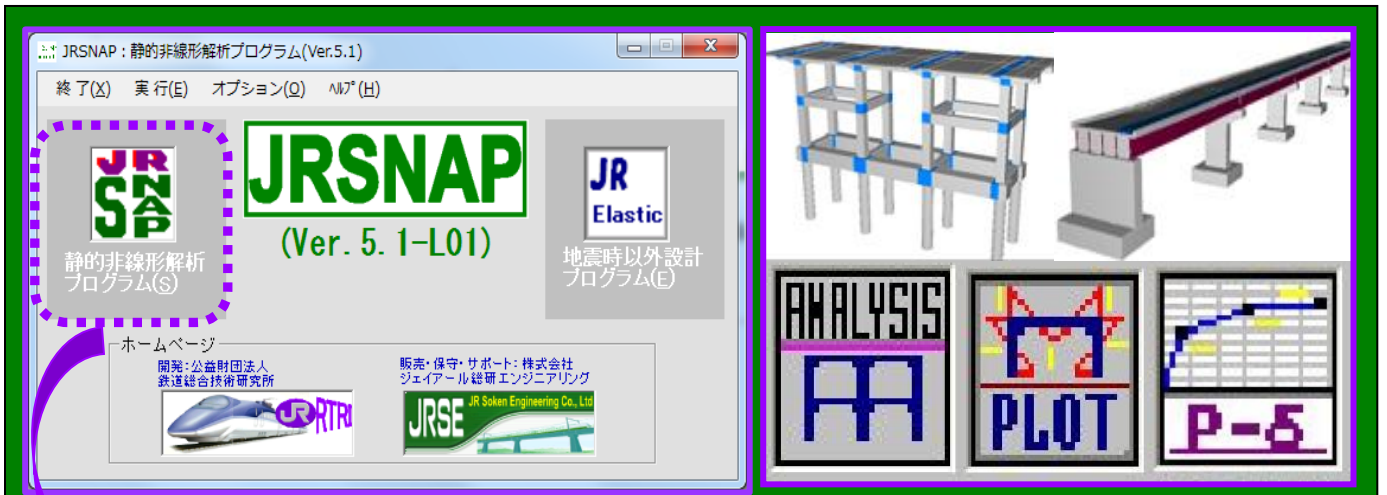 JRSNAP：静的非線形解析プログラム(Ver.5.1)
終了(X) 実行(E) オプション(O) ﾍﾙﾌﾟ(H)
JR
SNAP
静的非線形解析
プログラム(S)
JRSNAP
(Ver. 5. 1-L01)
JR
Elastic
地震時以外設計
プログラム(E)
ホームページ
開発：公益財団法人
鉄道総合技術研究所
JR RTRI
販売・保守・サポート：株式会社
ジェイアール総研エンジニアリング
JRSE JR Soken Engineering Co., Ltd
ANALYSIS
PLOT
P-δ